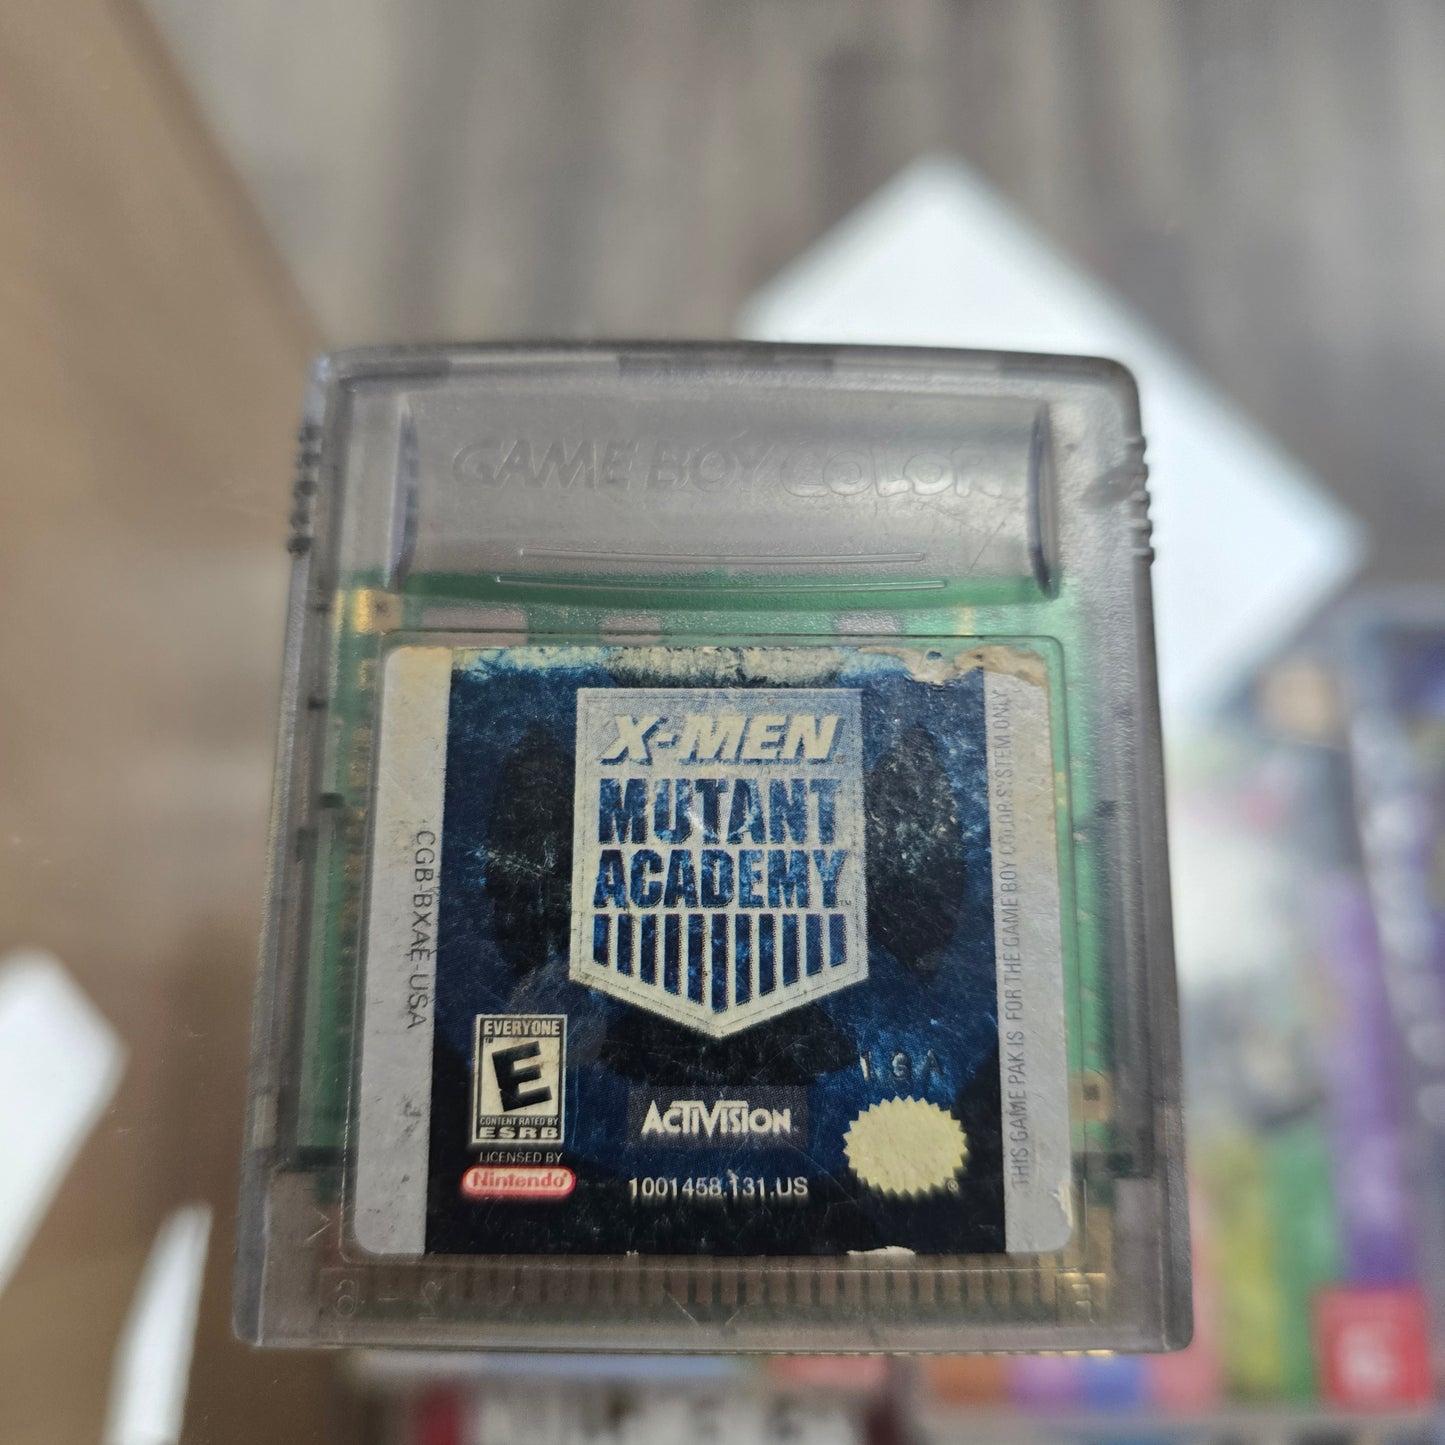 GAME BOY COLOR
X-MEN
MUTANT
ACADEMY™
CGB-BXAE-USA
THIS GAME PAK IS FOR THE GAME BOY COLOR SYSTEM ONLY
EVERYONE
E
CONTENT RATED BY
ESRB
LICENSED BY
Nintendo®
ACTIVISION
1001458.131.US